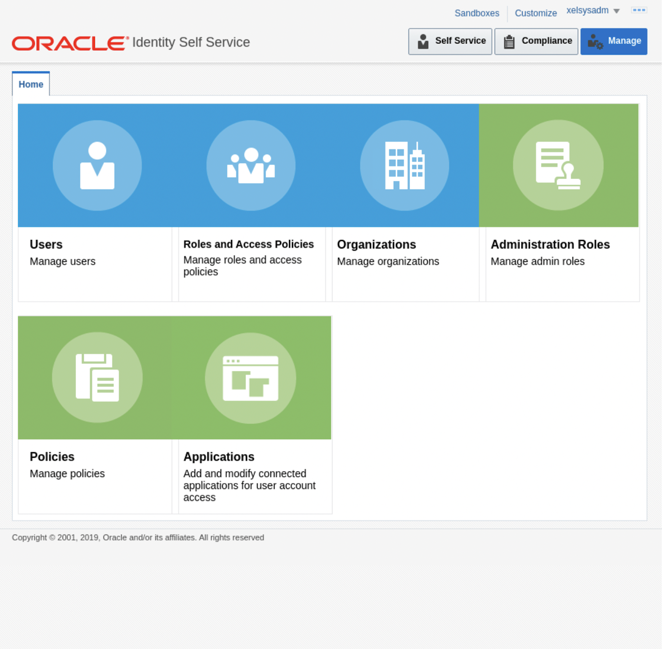 Sandboxes Customize xelsysadm
ORACLE® Identity Self Service
Self Service Compliance Manage
Home
Users
Manage users
Roles and Access Policies
Manage roles and access
policies
Organizations
Manage organizations
Administration Roles
Manage admin roles
Policies
Manage policies
Applications
Add and modify connected
applications for user account
access
Copyright © 2001, 2019, Oracle and/or its affiliates. All rights reserved